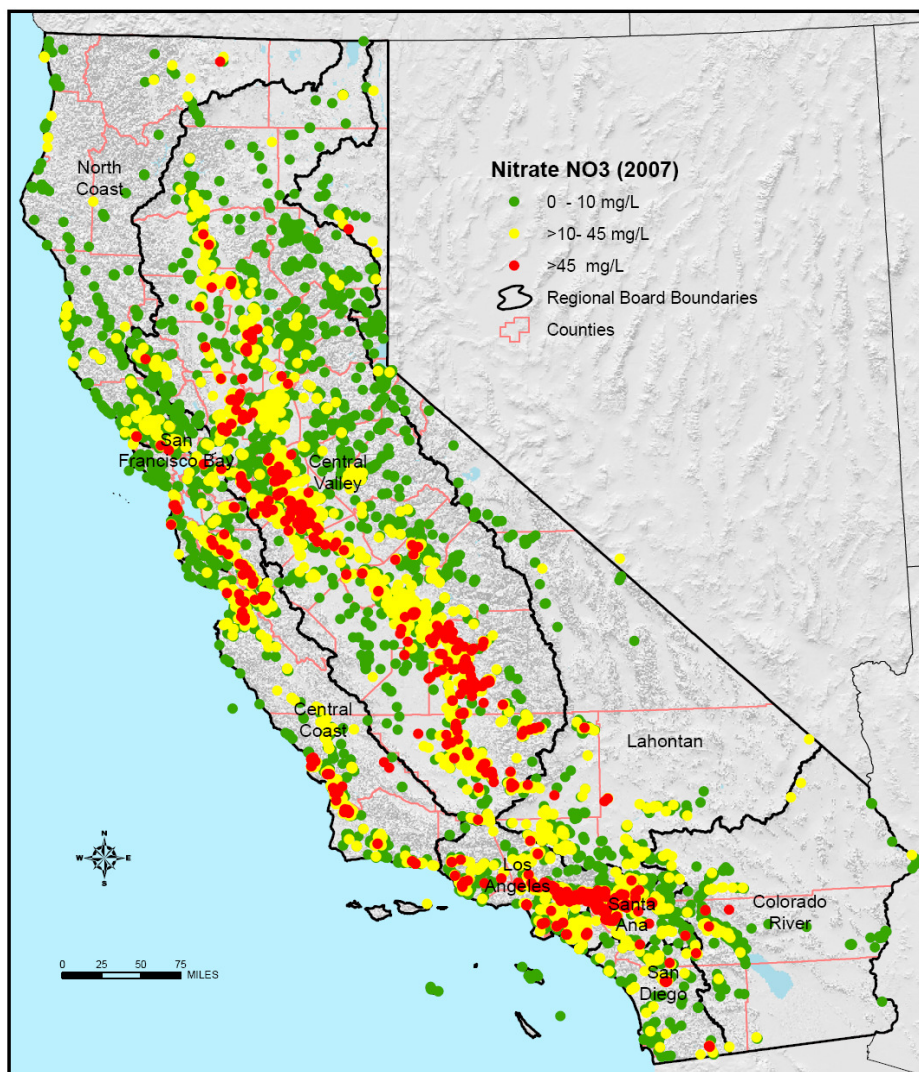 Nitrate NO3 (2007)
0 - 10 mg/L
>10- 45 mg/L
>45 mg/L
Regional Board Boundaries
Counties
North
Coast
San
Francisco Bay
Central
Valley
Central
Coast
Lahontan
Los
Angeles
Santa
Ana
Colorado
River
San
Diego
N
W E
S
0 25 50 75
MILES